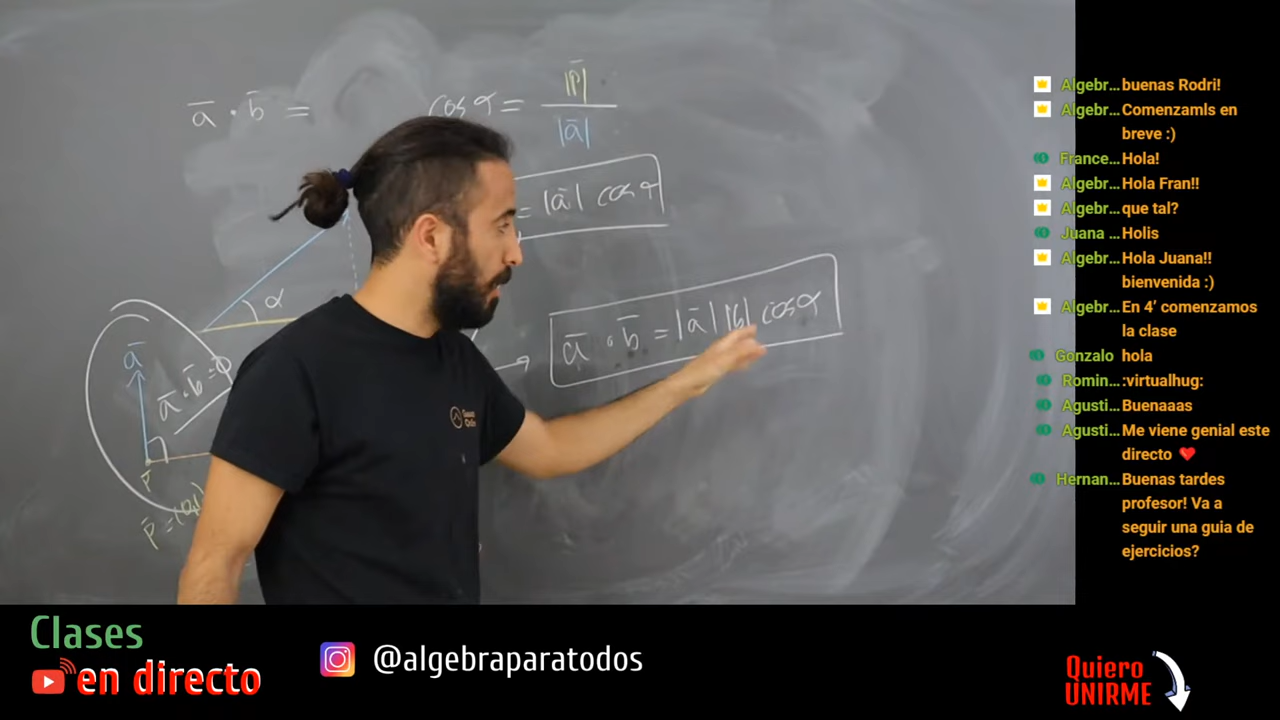 a̅ · b̅ =
cos α = |p̅| / |a̅|
= |a̅| cos α
α
a̅ · b̅ = |a̅| |b̅| cos α
a̅
a̅ · b̅ = 0
p̅
Algebr... buenas Rodri!
Algebr... Comenzamls en
breve :)
France... Hola!
Algebr... Hola Fran!!
Algebr... que tal?
Juana ... Holis
Algebr... Hola Juana!!
bienvenida :)
Algebr... En 4’ comenzamos
la clase
Gonzalo hola
Romin... :virtualhug:
Agusti... Buenaaas
Agusti... Me viene genial este
directo ❤️
Hernan... Buenas tardes
profesor! Va a
seguir una guia de
ejercicios?
Clases
en directo
@algebraparatodos
Quiero
UNIRME